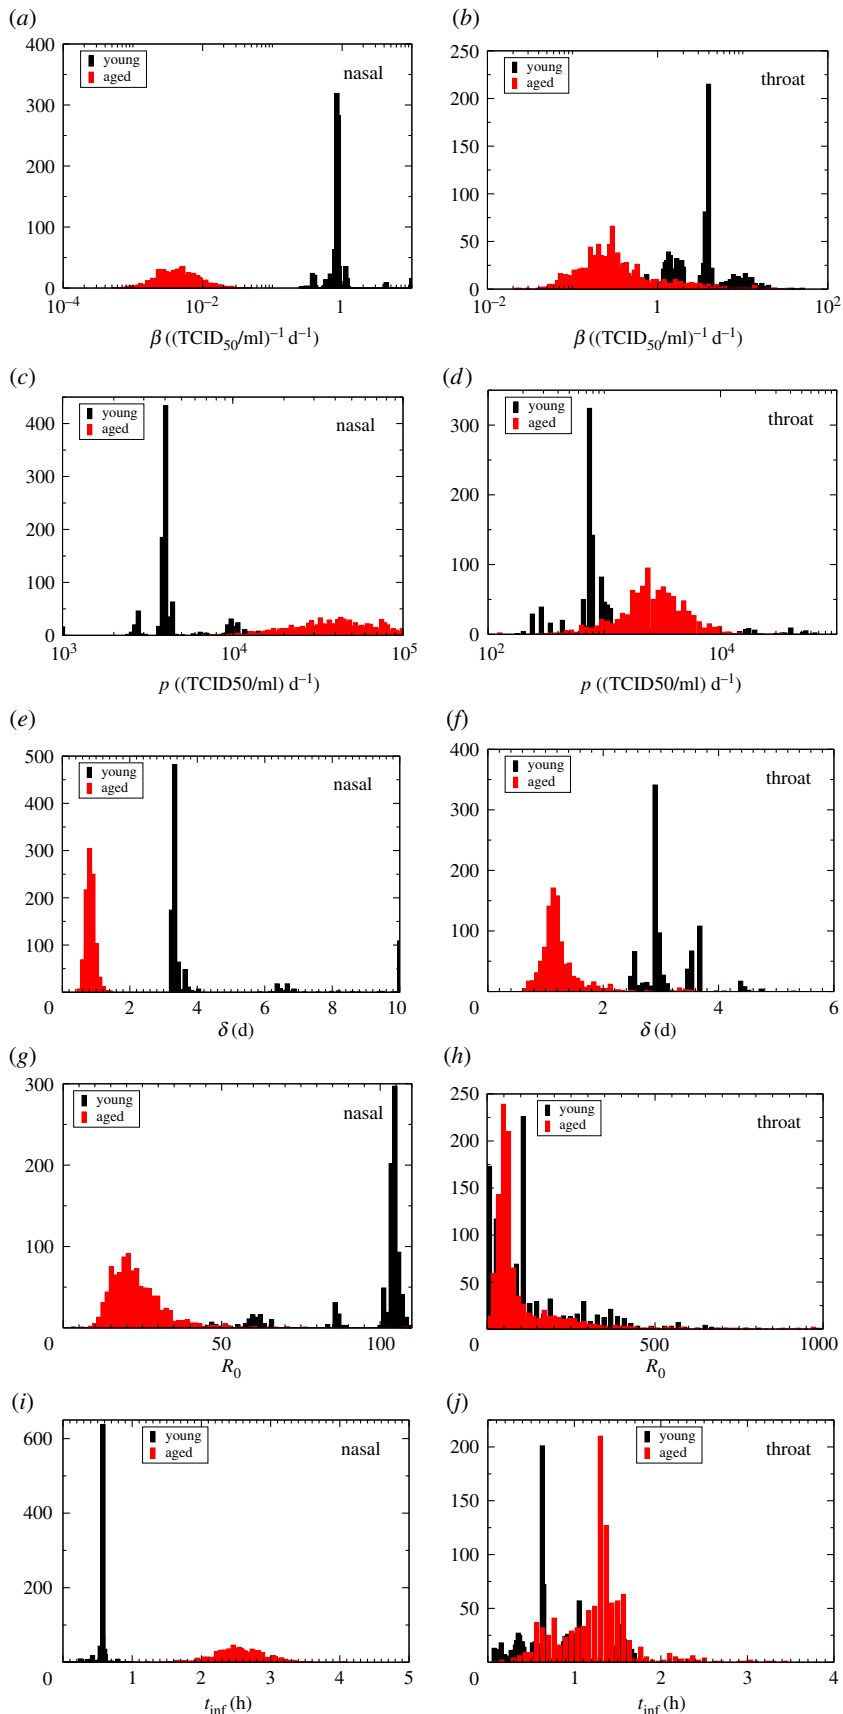 (a)
400
300
200
100
0
10⁻⁴
10⁻²
1
young
aged
nasal
β ((TCID₅₀/ml)⁻¹ d⁻¹)
(b)
250
200
150
100
50
0
10⁻²
1
10²
young
aged
throat
β ((TCID₅₀/ml)⁻¹ d⁻¹)
(c)
400
300
200
100
0
10³
10⁴
10⁵
young
aged
nasal
p ((TCID50/ml) d⁻¹)
(d)
300
200
100
0
10²
10⁴
young
aged
throat
p ((TCID50/ml) d⁻¹)
(e)
500
400
300
200
100
0
2
4
6
8
10
young
aged
nasal
δ (d)
(f)
400
300
200
100
0
2
4
6
young
aged
throat
δ (d)
(g)
300
200
100
0
50
100
young
aged
nasal
R₀
(h)
250
200
150
100
50
0
500
1000
young
aged
throat
R₀
(i)
600
400
200
0
1
2
3
4
5
young
aged
nasal
t_inf (h)
(j)
200
150
100
50
0
1
2
3
4
young
aged
throat
t_inf (h)